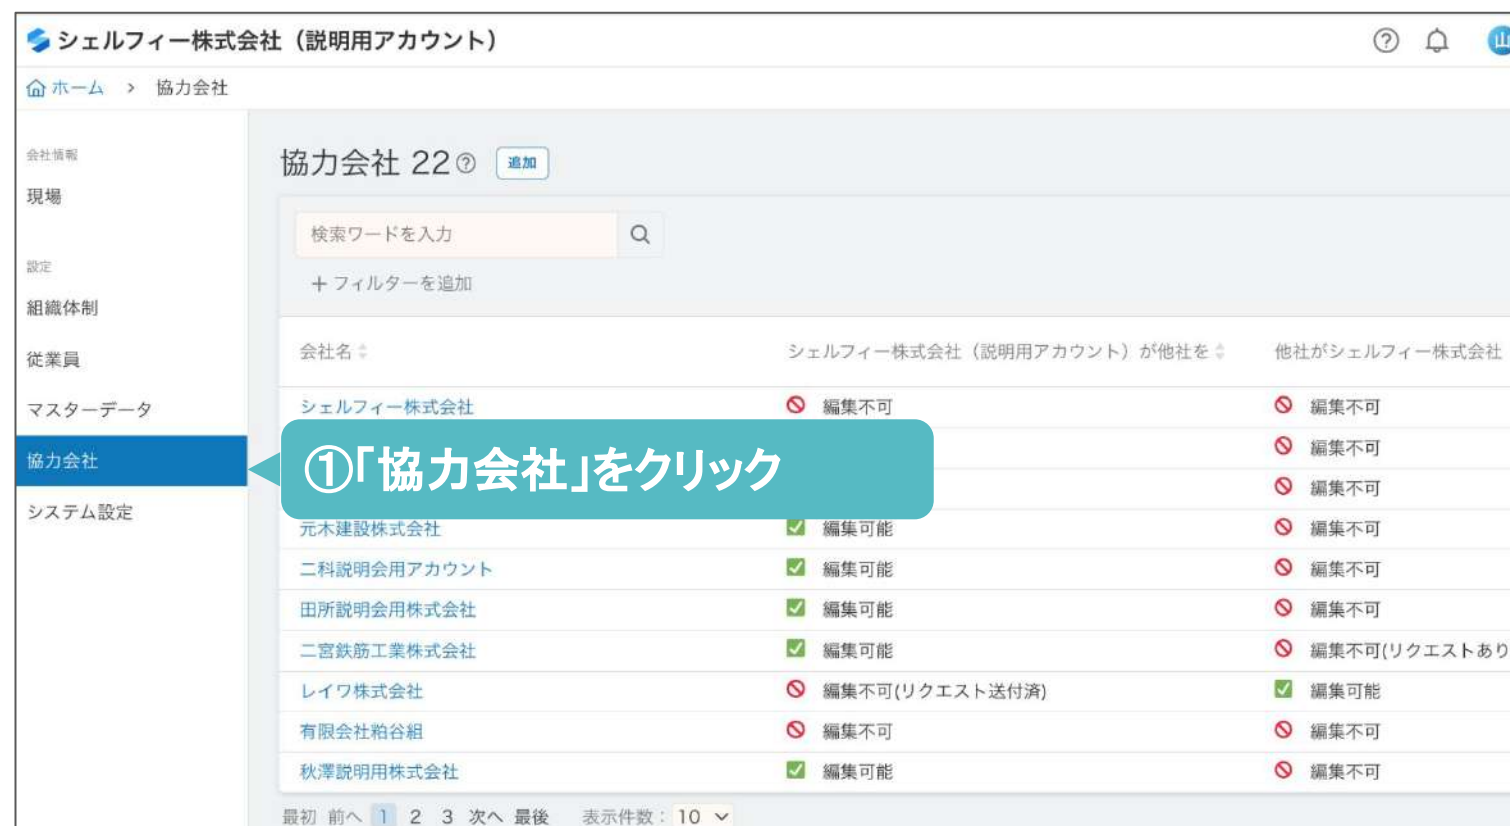 シェルフィー株式会社（説明用アカウント）
山
ホーム > 協力会社
会社情報
現場
設定
組織体制
従業員
マスターデータ
協力会社
システム設定
協力会社 22 追加
検索ワードを入力
＋フィルターを追加
会社名 シェルフィー株式会社（説明用アカウント）が他社を 他社がシェルフィー株式会社
シェルフィー株式会社 編集不可 編集不可
編集不可
①「協力会社」をクリック
編集不可
元木建設株式会社 編集可能 編集不可
二科説明会用アカウント 編集可能 編集不可
田所説明会用株式会社 編集可能 編集不可
二宮鉄筋工業株式会社 編集可能 編集不可(リクエストあり
レイワ株式会社 編集不可(リクエスト送付済) 編集可能
有限会社粕谷組 編集不可 編集不可
秋澤説明用株式会社 編集可能 編集不可
最初 前へ 1 2 3 次へ 最後 表示件数： 10